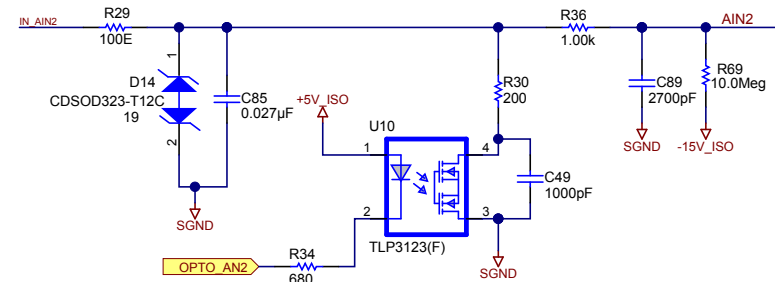 R29
R36
IN_AIN2
AIN2
100E
1.00k
1
D14
CDSOD323-T12C
19
2
C85
0.027µF
R30
200
C89
2700pF
R69
10.0Meg
+5V_ISO
U10
1
4
SGND
-15V_ISO
C49
1000pF
2
3
SGND
TLP3123(F)
R34
OPTO_AN2
680
SGND